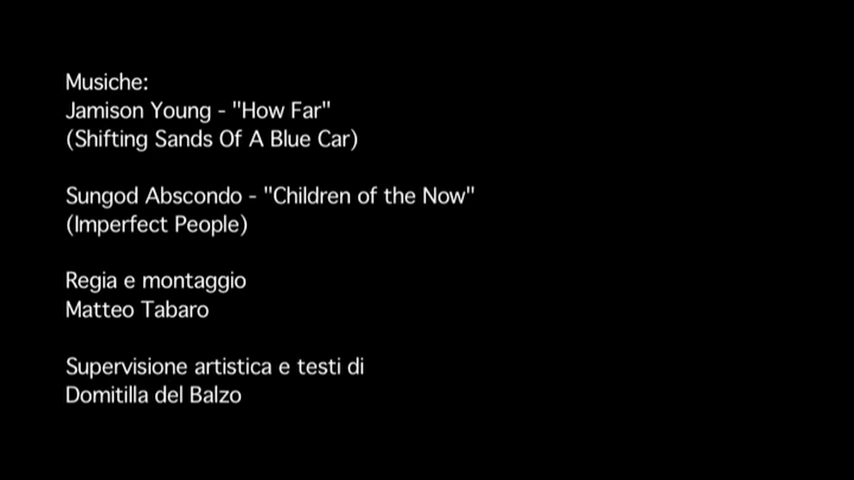 Musiche:
Jamison Young - "How Far"
(Shifting Sands Of A Blue Car)
Sungod Abscondo - "Children of the Now"
(Imperfect People)
Regia e montaggio
Matteo Tabaro
Supervisione artistica e testi di
Domitilla del Balzo